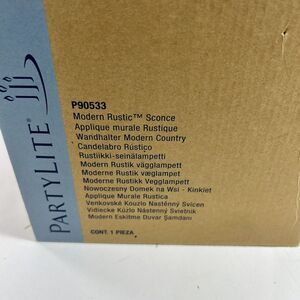 PARTYLITE®
P90533
Modern Rustic™ Sconce
Applique murale Rustique
Wandhalter Modern Country
Candelabro Rústico
Rustiikki-seinälampetti
Modern Rustik vägglampett
Moderne Rustik væglampet
Moderne Rustikk Vegglampett
Nowoczesny Domek na Wsi - Kinkiet
Applique Murale Rustica
Venkovské Kouzlo Nastěnný Svícen
Vidiecke Kúzlo Nástenný Svietnik
Modern Eskitme Duvar Şamdanı
CONT. 1 PIEZA